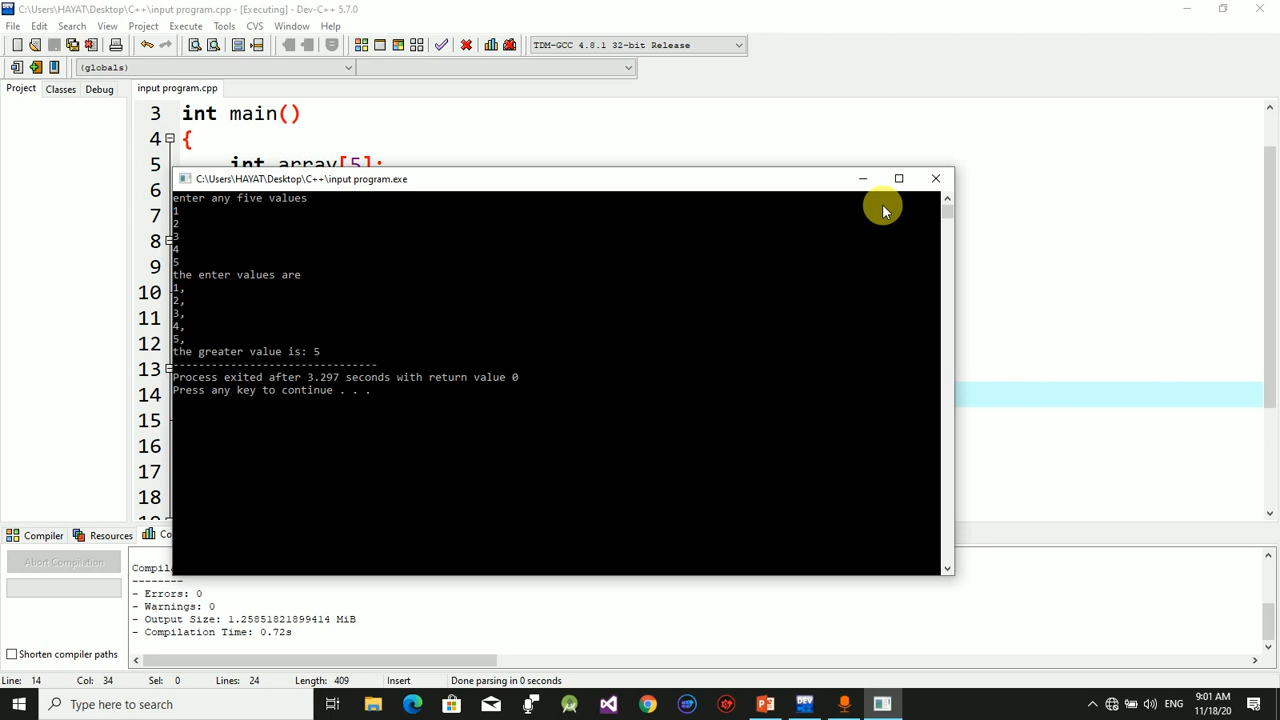 C:\Users\HAYAT\Desktop\C++\input program.cpp - [Executing] - Dev-C++ 5.7.0
File Edit Search View Project Execute Tools CVS Window Help
TDM-GCC 4.8.1 32-bit Release
(globals)
Project Classes Debug
input program.cpp
3 int main()
4 {
5 int array[5];
6
7
8
9
10
11
12
13
14
15
16
17
18
C:\Users\HAYAT\Desktop\C++\input program.exe
enter any five values
1
2
3
4
5
the enter values are
1,
2,
3,
4,
5,
the greater value is: 5
--------------------------------
Process exited after 3.297 seconds with return value 0
Press any key to continue . . .
Compiler Resources
Abort Compilation
Shorten compiler paths
--------
- Errors: 0
- Warnings: 0
- Output Size: 1.25851821899414 MiB
- Compilation Time: 0.72s
Line: 14 Col: 34 Sel: 0 Lines: 24 Length: 409 Insert Done parsing in 0 seconds
Type here to search
DEV
ENG
9:01 AM
11/18/20